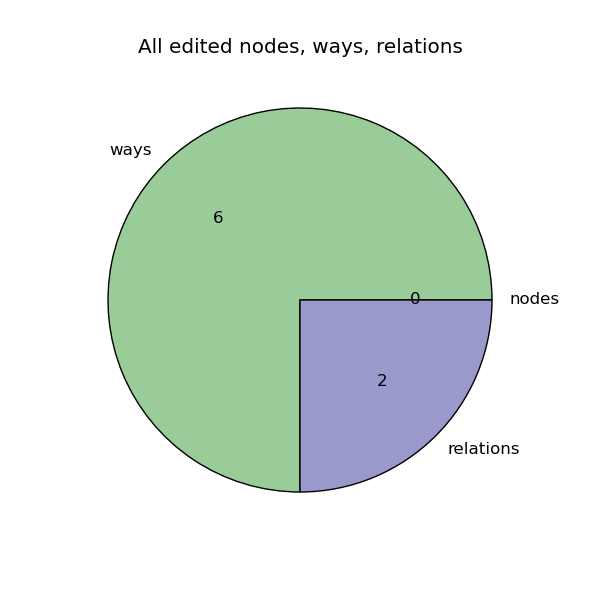 All edited nodes, ways, relations
ways
6
0
nodes
2
relations